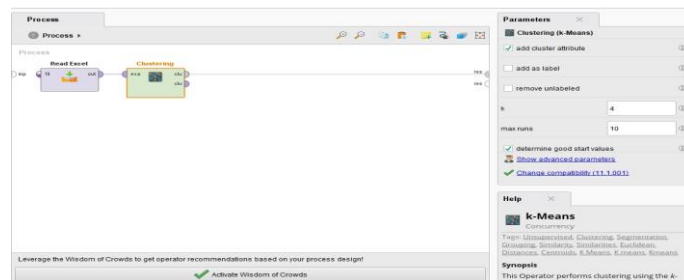 Process
Process
Process
Read Excel
Clustering
inp
fil
out
exa
clu
clu
res
res
Leverage the Wisdom of Crowds to get operator recommendations based on your process design!
Activate Wisdom of Crowds
Parameters
Clustering (k-Means)
add cluster attribute
add as label
remove unlabeled
k
4
max runs
10
determine good start values
Show advanced parameters
Change compatibility (11.1.001)
Help
k-Means
Concurrency
Tags: Unsupervised, Clustering, Segmentation,
Grouping, Similarity, Similarities, Euclidean,
Distances, Centroids, K Means, K-means, Kmeans
Synopsis
This Operator performs clustering using the k-